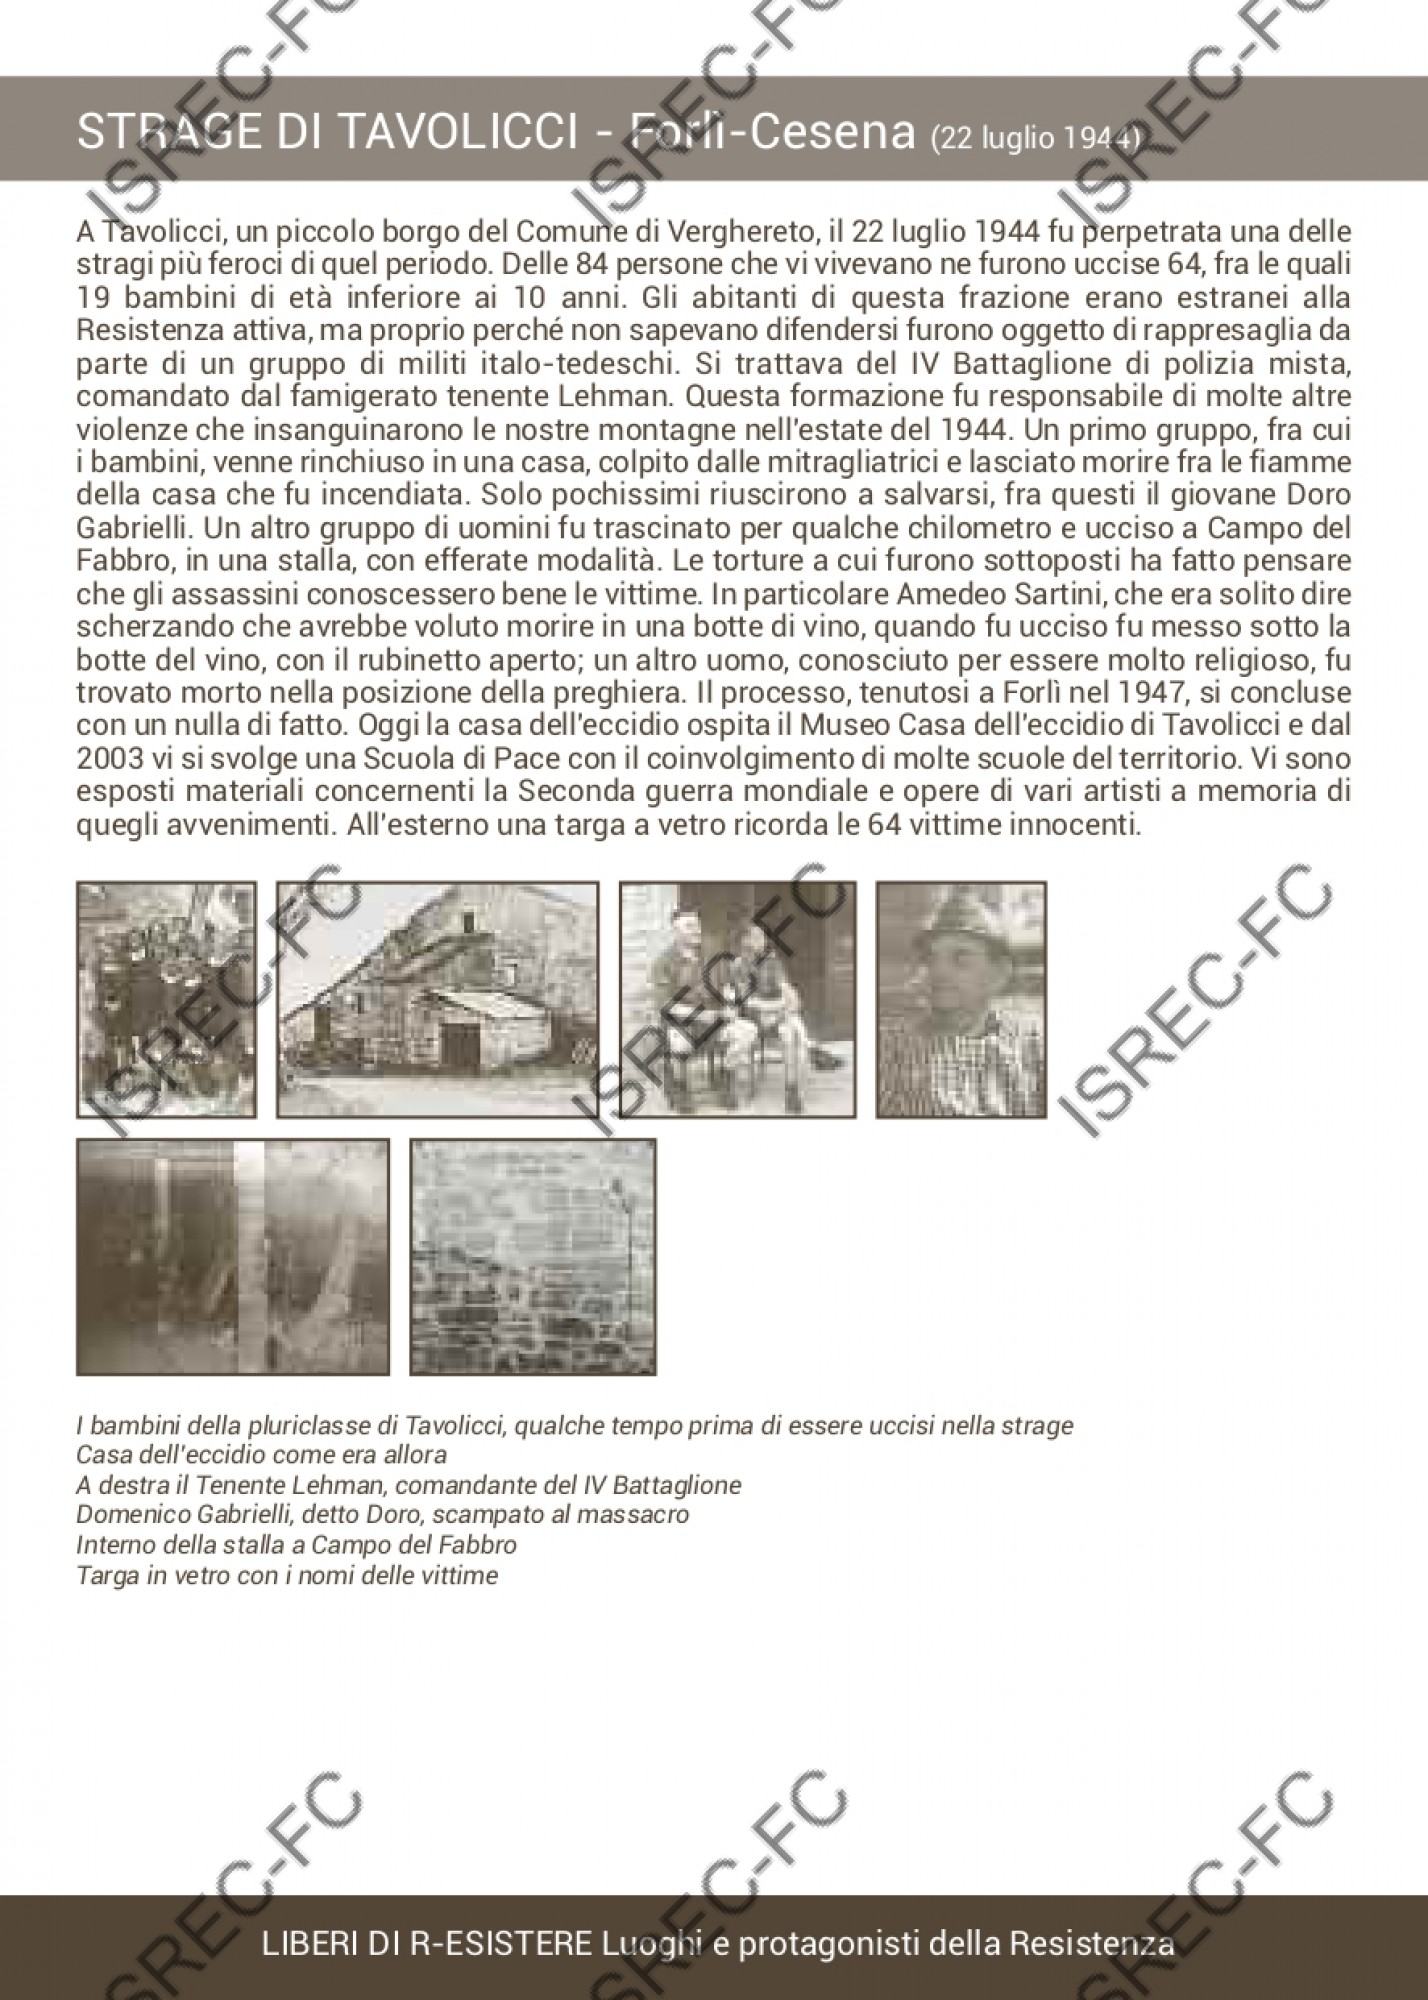 STRAGE DI TAVOLICCI - Forlì-Cesena (22 luglio 1944)
A Tavolicci, un piccolo borgo del Comune di Verghereto, il 22 luglio 1944 fu perpetrata una delle
stragi più feroci di quel periodo. Delle 84 persone che vi vivevano ne furono uccise 64, fra le quali
19 bambini di età inferiore ai 10 anni. Gli abitanti di questa frazione erano estranei alla
Resistenza attiva, ma proprio perché non sapevano difendersi furono oggetto di rappresaglia da
parte di un gruppo di militi italo-tedeschi. Si trattava del IV Battaglione di polizia mista,
comandato dal famigerato tenente Lehman. Questa formazione fu responsabile di molte altre
violenze che insanguinarono le nostre montagne nell'estate del 1944. Un primo gruppo, fra cui
i bambini, venne rinchiuso in una casa, colpito dalle mitragliatrici e lasciato morire fra le fiamme
della casa che fu incendiata. Solo pochissimi riuscirono a salvarsi, fra questi il giovane Doro
Gabrielli. Un altro gruppo di uomini fu trascinato per qualche chilometro e ucciso a Campo del
Fabbro, in una stalla, con efferate modalità. Le torture a cui furono sottoposti ha fatto pensare
che gli assassini conoscessero bene le vittime. In particolare Amedeo Sartini, che era solito dire
scherzando che avrebbe voluto morire in una botte di vino, quando fu ucciso fu messo sotto la
botte del vino, con il rubinetto aperto; un altro uomo, conosciuto per essere molto religioso, fu
trovato morto nella posizione della preghiera. Il processo, tenutosi a Forlì nel 1947, si concluse
con un nulla di fatto. Oggi la casa dell'eccidio ospita il Museo Casa dell'eccidio di Tavolicci e dal
2003 vi si svolge una Scuola di Pace con il coinvolgimento di molte scuole del territorio. Vi sono
esposti materiali concernenti la Seconda guerra mondiale e opere di vari artisti a memoria di
quegli avvenimenti. All'esterno una targa a vetro ricorda le 64 vittime innocenti.
I bambini della pluriclasse di Tavolicci, qualche tempo prima di essere uccisi nella strage
Casa dell'eccidio come era allora
A destra il Tenente Lehman, comandante del IV Battaglione
Domenico Gabrielli, detto Doro, scampato al massacro
Interno della stalla a Campo del Fabbro
Targa in vetro con i nomi delle vittime
LIBERI DI R-ESISTERE Luoghi e protagonisti della Resistenza
ISREC-FC
ISREC-FC
ISREC-FC
ISREC-FC
ISREC-FC
ISREC-FC
ISREC-FC
ISREC-FC
ISREC-FC